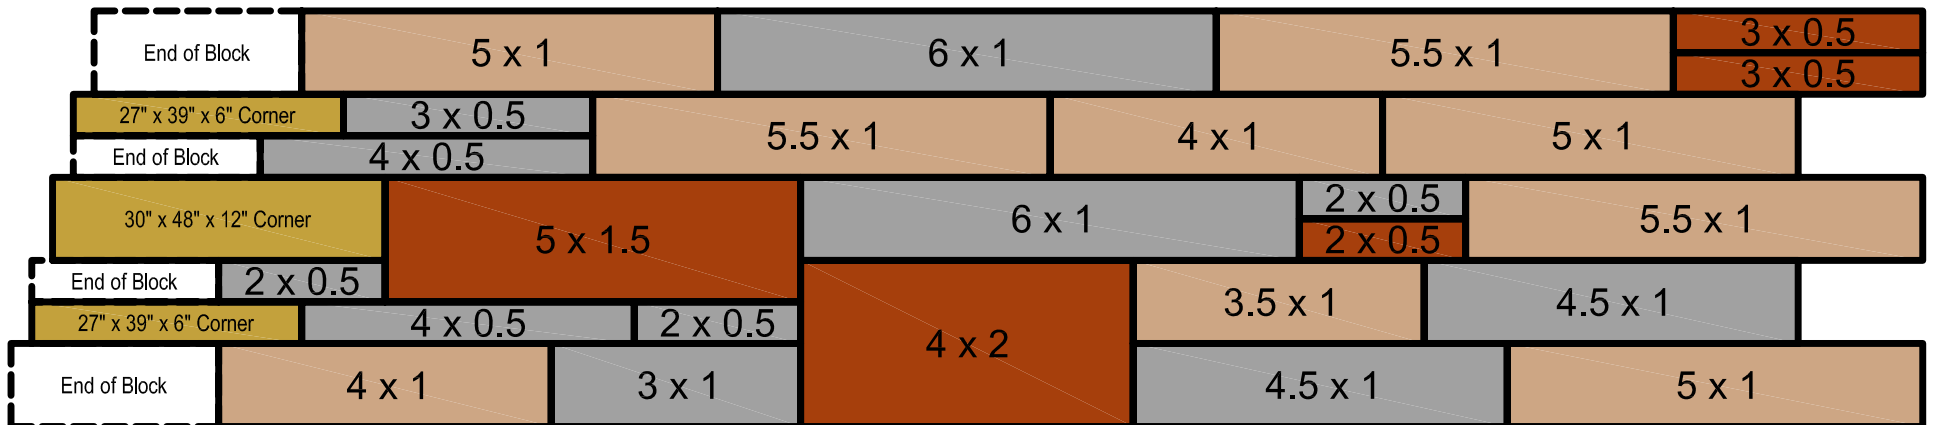 End of Block
5 x 1
6 x 1
5.5 x 1
3 x 0.5
3 x 0.5
27" x 39" x 6" Corner
3 x 0.5
5.5 x 1
4 x 1
5 x 1
End of Block
4 x 0.5
30" x 48" x 12" Corner
5 x 1.5
6 x 1
2 x 0.5
2 x 0.5
5.5 x 1
End of Block
2 x 0.5
4 x 2
3.5 x 1
4.5 x 1
27" x 39" x 6" Corner
4 x 0.5
2 x 0.5
End of Block
4 x 1
3 x 1
4.5 x 1
5 x 1